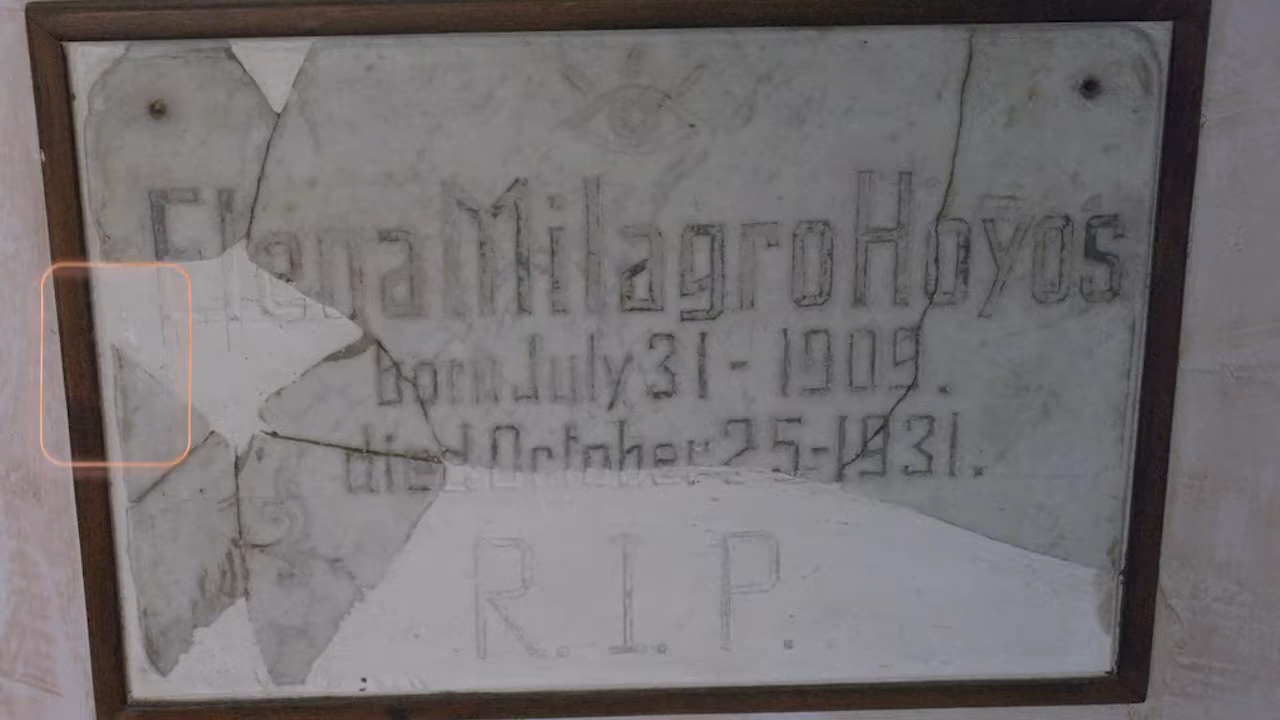 Elena Milagro Hoyos
born July 31 - 1909.
died October 25-1931.
R.I.P.